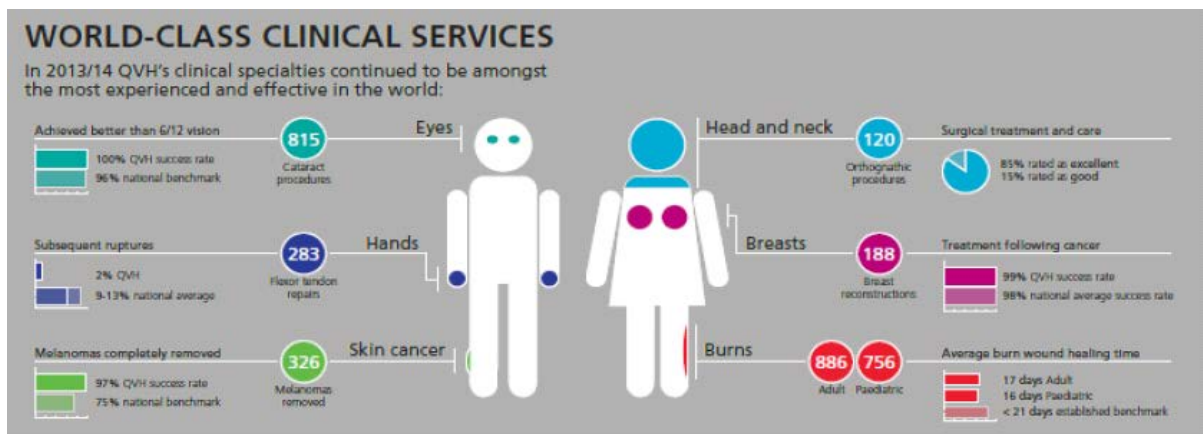 WORLD-CLASS CLINICAL SERVICES
In 2013/14 QVH's clinical specialties continued to be amongst
the most experienced and effective in the world:
Achieved better than 6/12 vision
100% QVH success rate
96% national benchmark
815
Cataract
procedures
Eyes
Subsequent ruptures
2% QVH
9-13% national average
283
Flexor tendon
repairs
Hands
Melanomas completely removed
97% QVH success rate
75% national benchmark
326
Melanomas
removed
Skin cancer
Head and neck
120
Orthognathic
procedures
Surgical treatment and care
85% rated as excellent
15% rated as good
Breasts
188
Breast
reconstructions
Treatment following cancer
99% QVH success rate
98% national average success rate
Burns
886
Adult
756
Paediatric
Average burn wound healing time
17 days Adult
16 days Paediatric
< 21 days established benchmark